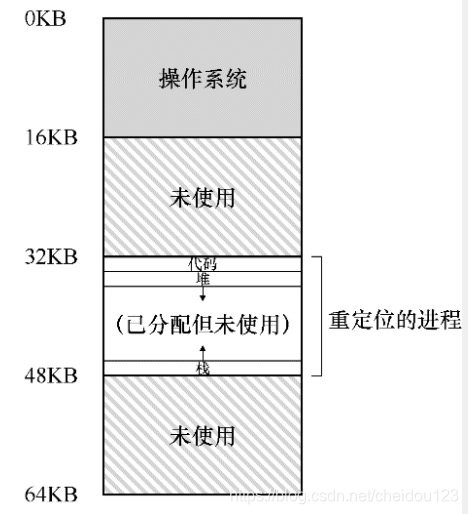 0KB
操作系统
16KB
未使用
32KB
代码
堆
(已分配但未使用)
重定位的进程
栈
48KB
未使用
64KB
https://blog.csdn.net/cheidou123